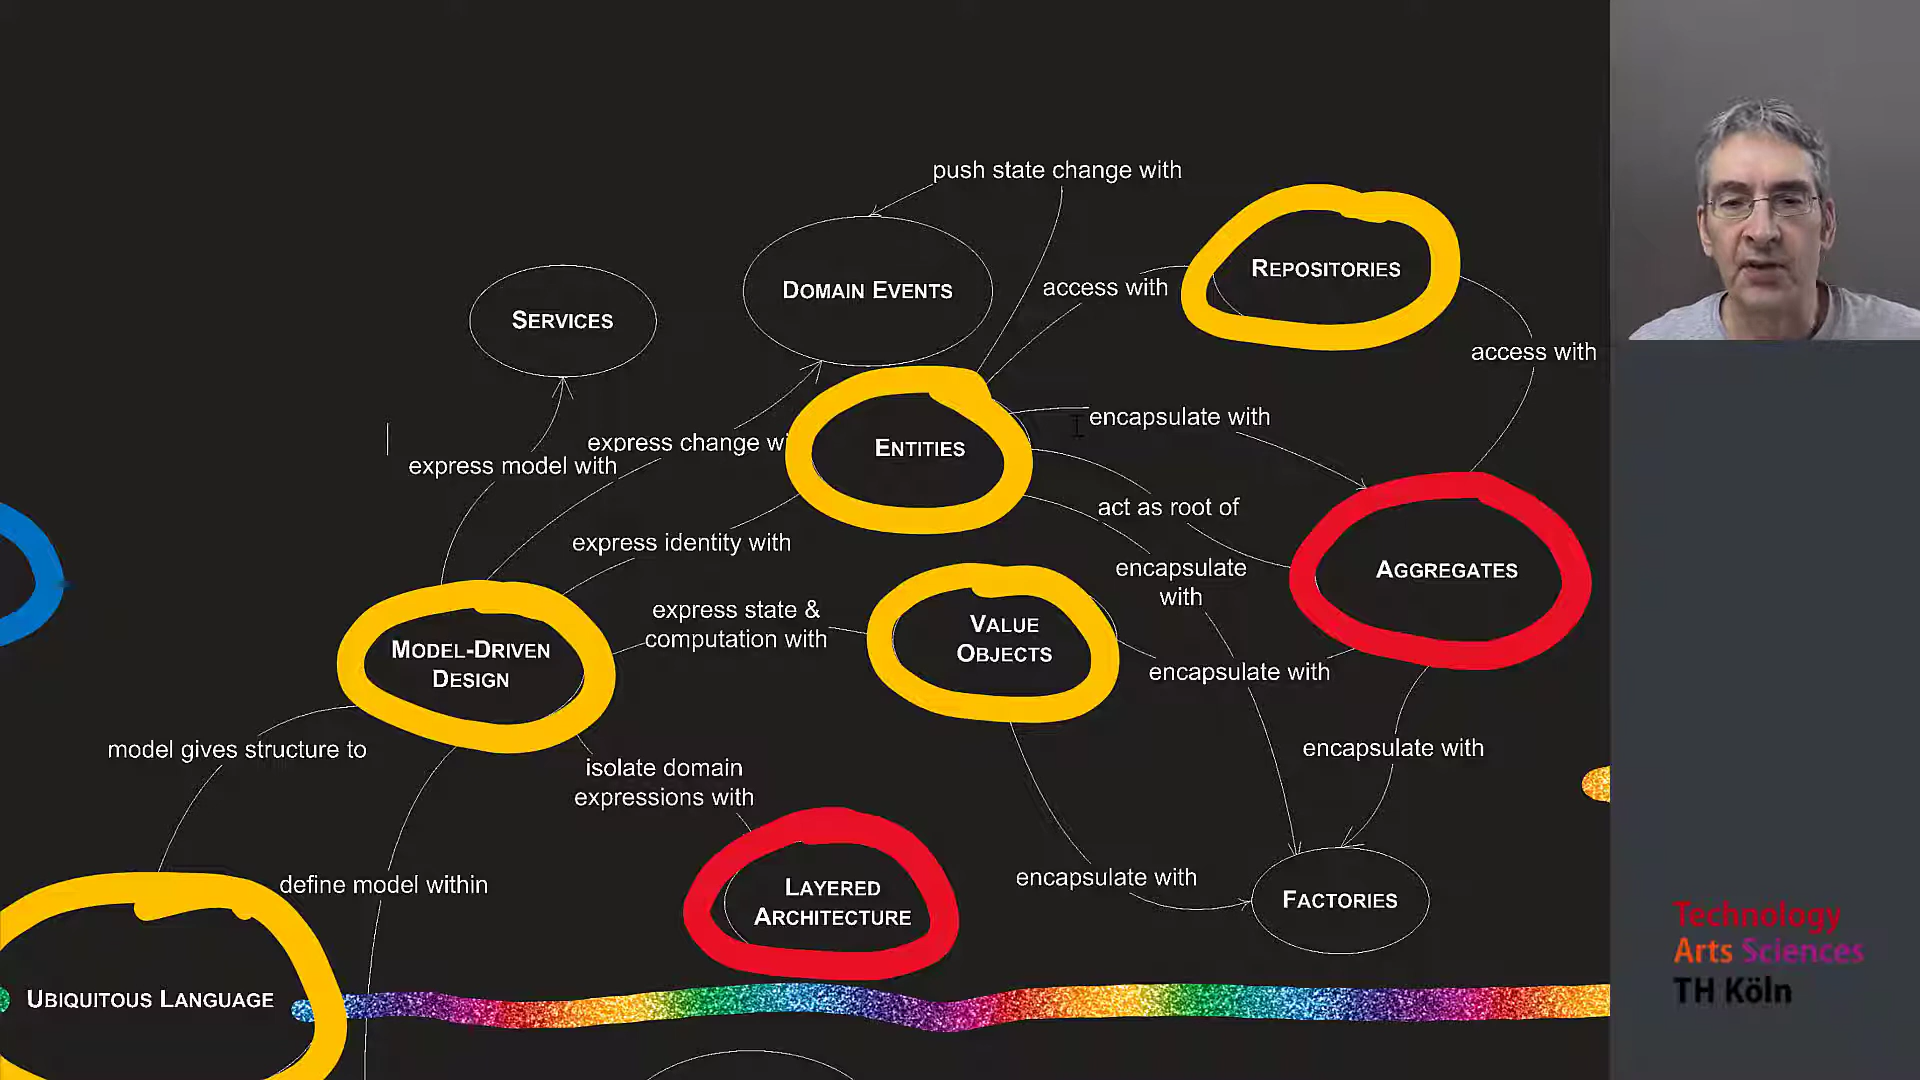 push state change with
REPOSITORIES
DOMAIN EVENTS
access with
SERVICES
access with
encapsulate with
express change wi
ENTITIES
express model with
act as root of
express identity with
encapsulate
with
AGGREGATES
express state &
computation with
VALUE
OBJECTS
MODEL-DRIVEN
DESIGN
encapsulate with
model gives structure to
encapsulate with
isolate domain
expressions with
define model within
encapsulate with
LAYERED
ARCHITECTURE
FACTORIES
UBIQUITOUS LANGUAGE
Technology
Arts Sciences
TH Köln